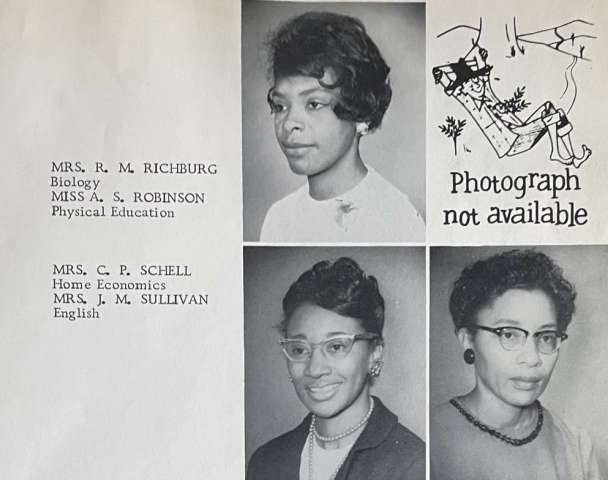 MRS. R. M. RICHBURG
Biology
MISS A. S. ROBINSON
Physical Education
Photograph
not available
MRS. C. P. SCHELL
Home Economics
MRS. J. M. SULLIVAN
English